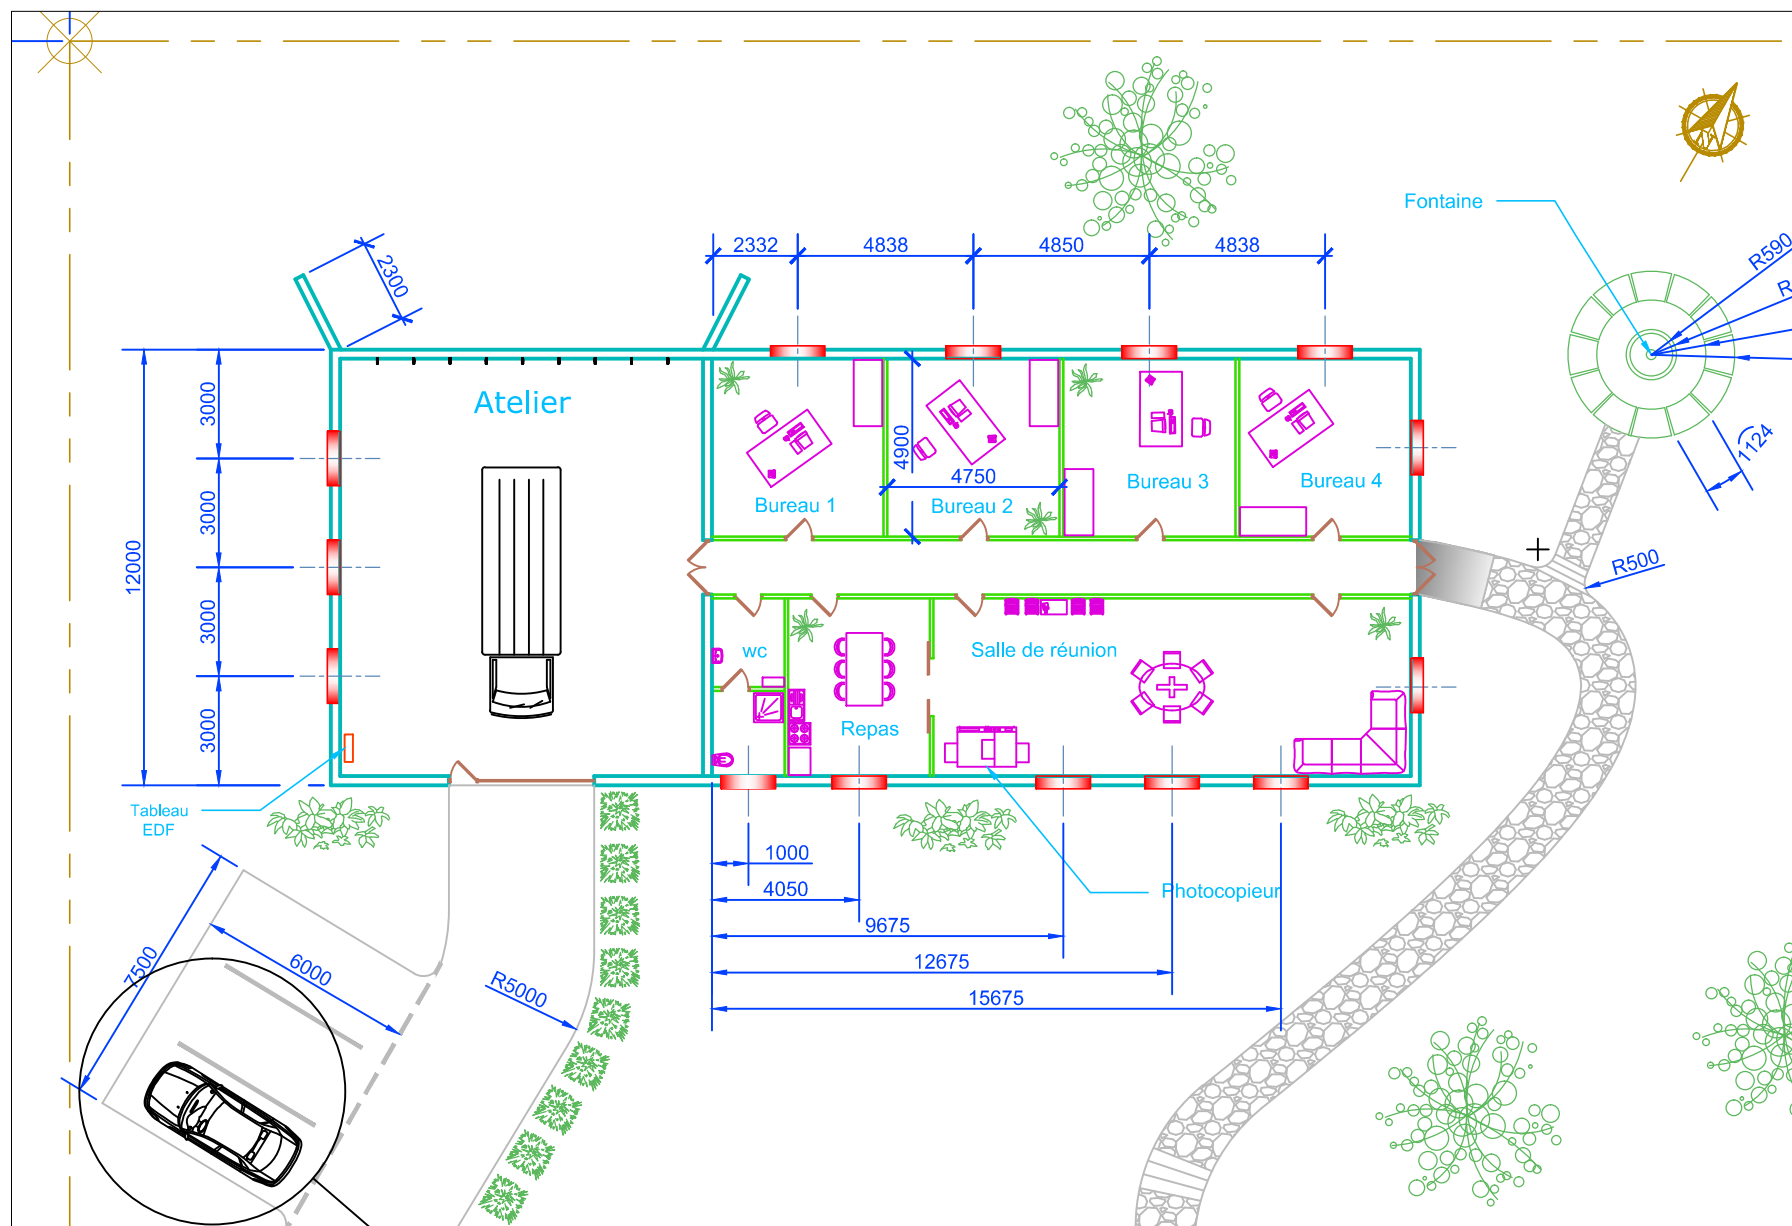 Fontaine
R590
R
2332
4838
4850
4838
2300
3000
3000
3000
3000
12000
Atelier
4900
4750
Bureau 1
Bureau 2
Bureau 3
Bureau 4
1124
R500
wc
Salle de réunion
Repas
Tableau
EDF
1000
4050
Photocopieur
9675
12675
15675
7500
6000
R5000